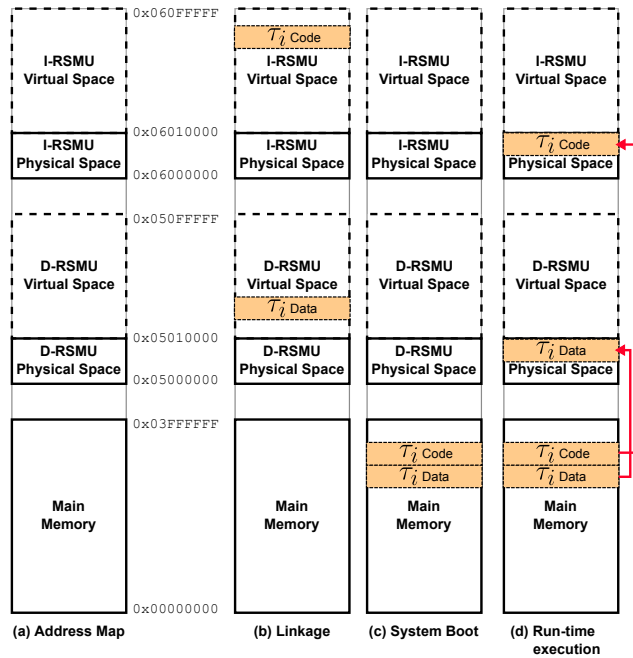 0x060FFFFF
τi Code
I-RSMU
Virtual Space
I-RSMU
Virtual Space
I-RSMU
Virtual Space
I-RSMU
Virtual Space
0x06010000
I-RSMU
Physical Space
I-RSMU
Physical Space
I-RSMU
Physical Space
τi Code
Physical Space
0x06000000
0x050FFFFF
D-RSMU
Virtual Space
D-RSMU
Virtual Space
D-RSMU
Virtual Space
D-RSMU
Virtual Space
τi Data
0x05010000
D-RSMU
Physical Space
D-RSMU
Physical Space
D-RSMU
Physical Space
τi Data
Physical Space
0x05000000
0x03FFFFFF
τi Code
τi Code
τi Data
τi Data
Main
Memory
Main
Memory
Main
Memory
Main
Memory
0x00000000
(a) Address Map
(b) Linkage
(c) System Boot
(d) Run-time
execution